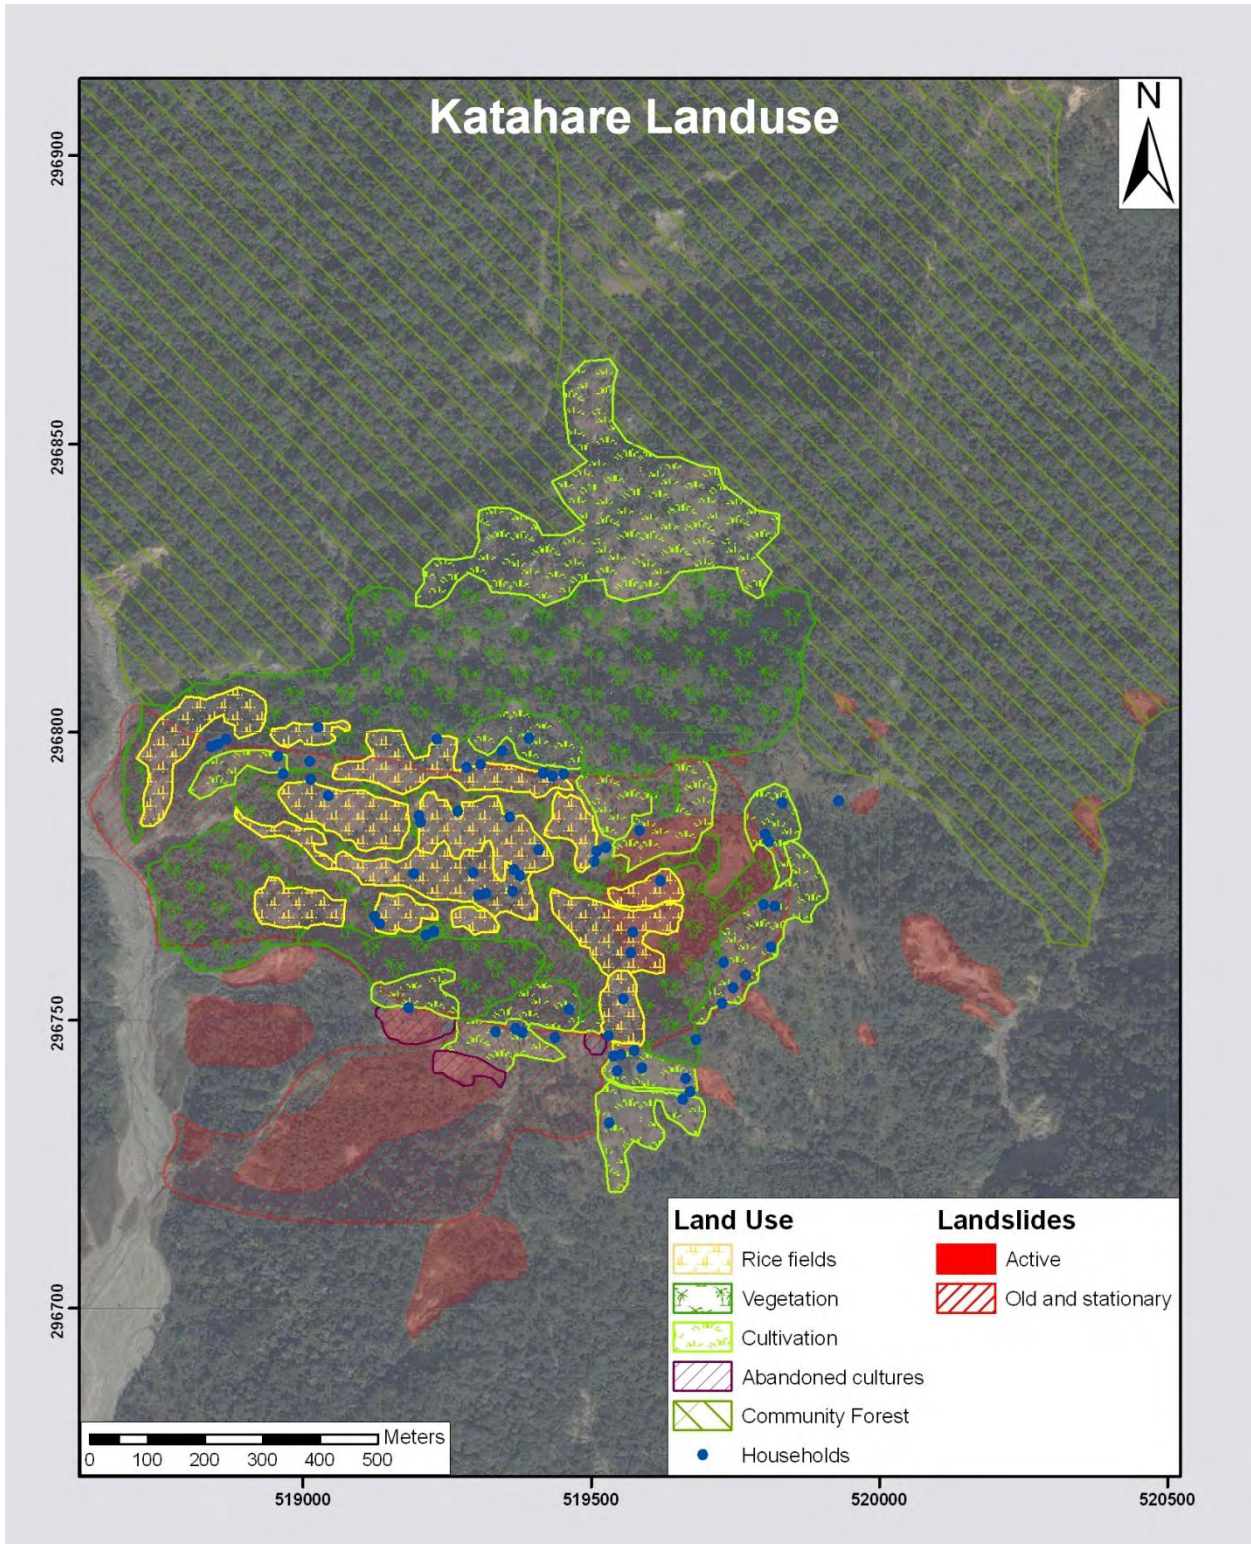 Katahare Landuse
N
296900
296850
296800
296750
296700
Land Use
Rice fields
Vegetation
Cultivation
Abandoned cultures
Community Forest
Households
Landslides
Active
Old and stationary
Meters
0 100 200 300 400 500
519000 519500 520000 520500